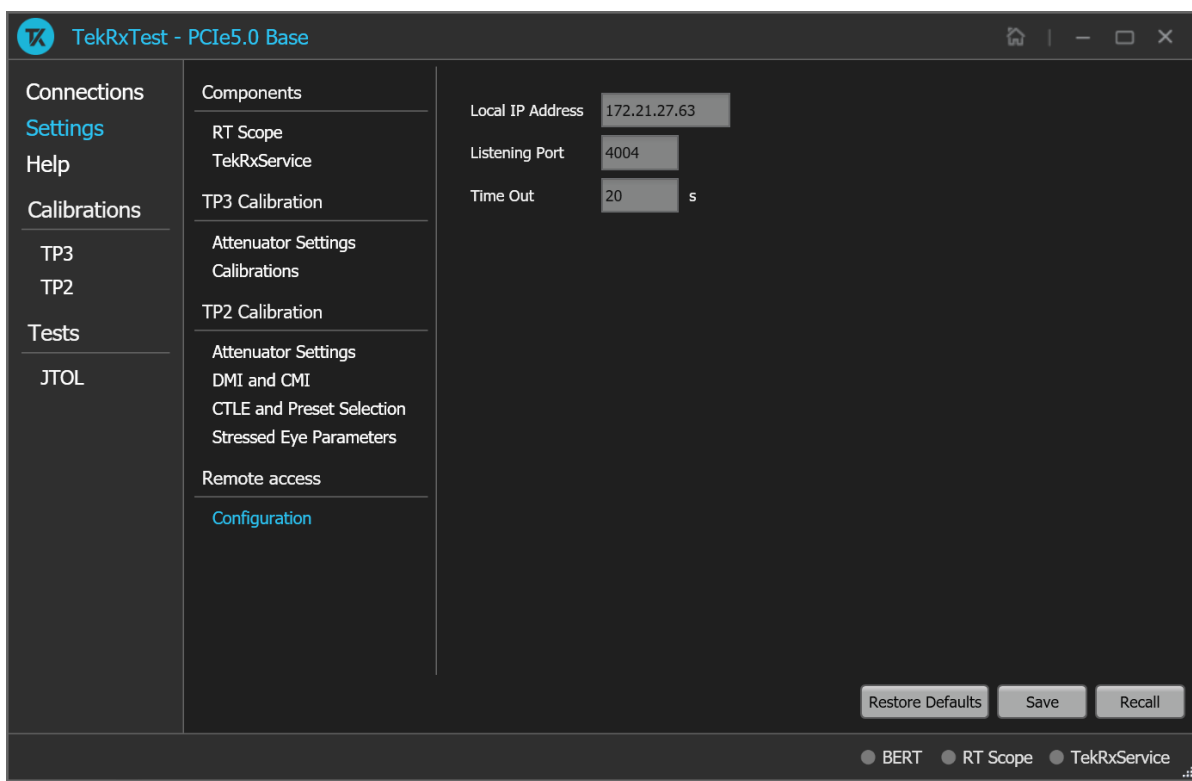 TK TekRxTest - PCIe5.0 Base
Connections
Settings
Help
Calibrations
TP3
TP2
Tests
JTOL
Components
RT Scope
TekRxService
TP3 Calibration
Attenuator Settings
Calibrations
TP2 Calibration
Attenuator Settings
DMI and CMI
CTLE and Preset Selection
Stressed Eye Parameters
Remote access
Configuration
Local IP Address 172.21.27.63
Listening Port 4004
Time Out 20 s
Restore Defaults Save Recall
BERT RT Scope TekRxService